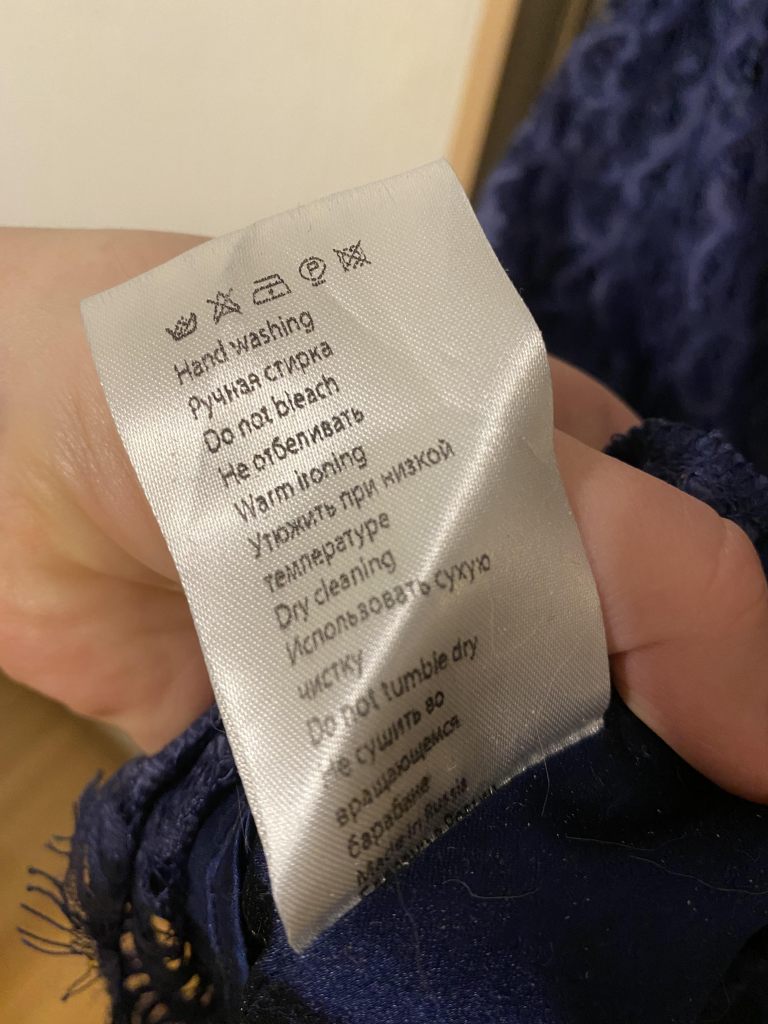 P
Hand washing
Ручная стирка
Do not bleach
Не отбеливать
Warm ironing
Утюжить при низкой
температуре
Dry cleaning
Использовать сухую
чистку
Do not tumble dry
Не сушить во
вращающемся
барабане
Made in Russia